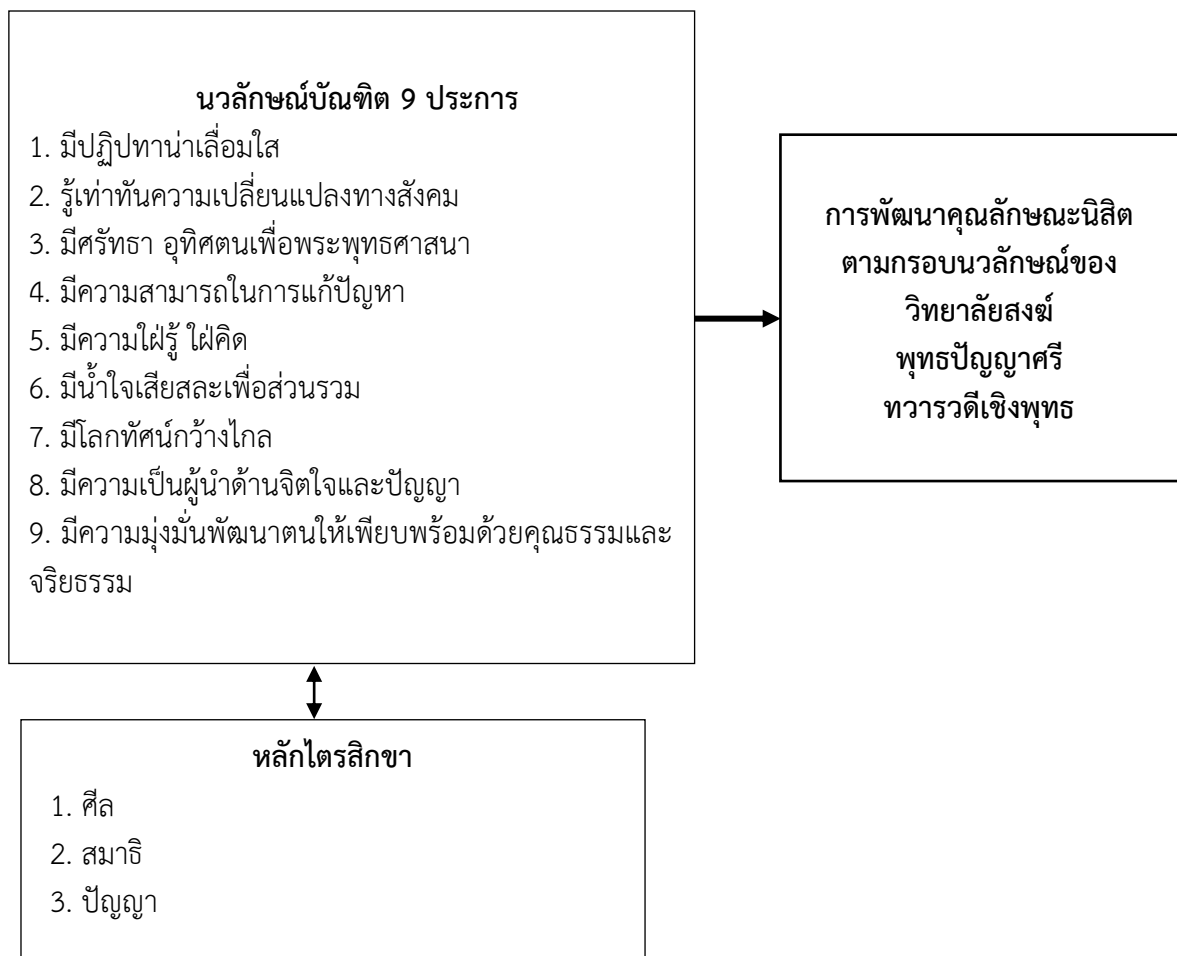 นวลักษณ์บัณฑิต 9 ประการ
1. มีปฏิปทาน่าเลื่อมใส
2. รู้เท่าทันความเปลี่ยนแปลงทางสังคม
3. มีศรัทธา อุทิศตนเพื่อพระพุทธศาสนา
4. มีความสามารถในการแก้ปัญหา
5. มีความใฝ่รู้ ใฝ่คิด
6. มีน้ำใจเสียสละเพื่อส่วนรวม
7. มีโลกทัศน์กว้างไกล
8. มีความเป็นผู้นำด้านจิตใจและปัญญา
9. มีความมุ่งมั่นพัฒนาตนให้เพียบพร้อมด้วยคุณธรรมและ
จริยธรรม
การพัฒนาคุณลักษณะนิสิต
ตามกรอบนวลักษณ์ของ
วิทยาลัยสงฆ์
พุทธปัญญาศรี
ทวารวดีเชิงพุทธ
หลักไตรสิกขา
1. ศีล
2. สมาธิ
3. ปัญญา